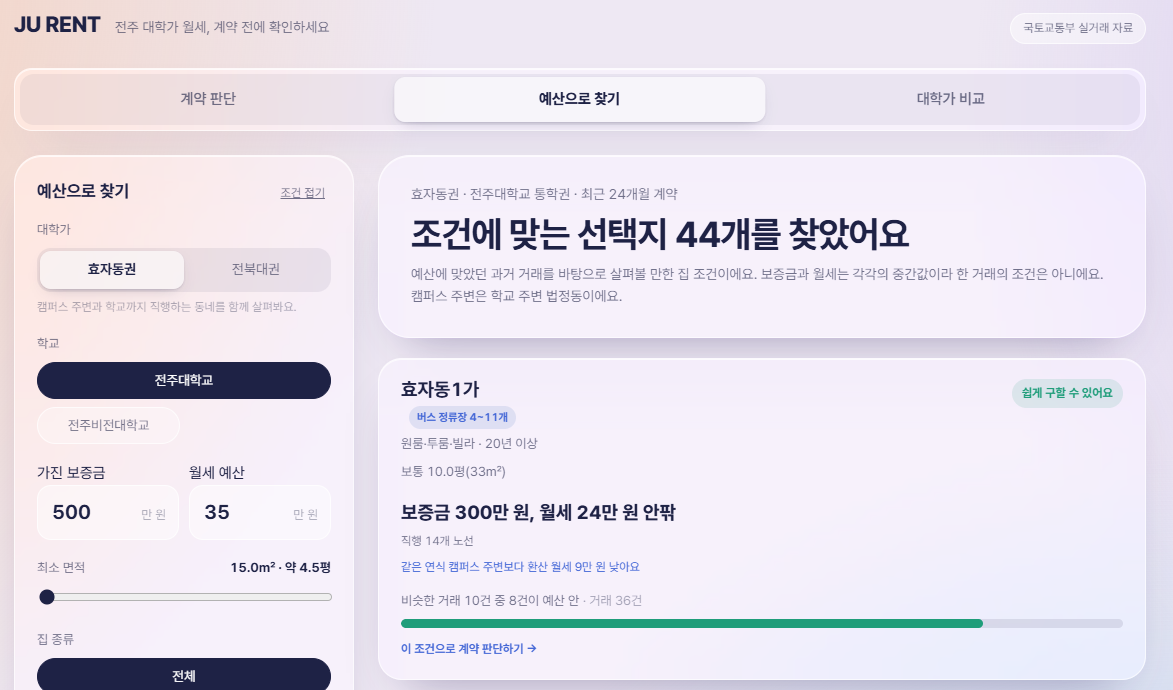 JU RENT
전주 대학가 월세, 계약 전에 확인하세요
국토교통부 실거래 자료
계약 판단
예산으로 찾기
대학가 비교
예산으로 찾기
조건 접기
대학가
효자동권
전북대권
캠퍼스 주변과 학교까지 직행하는 동네를 함께 살펴봐요.
학교
전주대학교
전주비전대학교
가진 보증금
월세 예산
500 만 원
35 만 원
최소 면적
15.0m² · 약 4.5평
집 종류
전체
효자동권 · 전주대학교 통학권 · 최근 24개월 계약
조건에 맞는 선택지 44개를 찾았어요
예산에 맞았던 과거 거래를 바탕으로 살펴볼 만한 집 조건이에요. 보증금과 월세는 각각의 중간값이라 한 거래의 조건은 아니에요.
캠퍼스 주변은 학교 주변 법정동이에요.
효자동1가
쉽게 구할 수 있어요
버스 정류장 4~11개
원룸·투룸·빌라 · 20년 이상
보통 10.0평(33m²)
보증금 300만 원, 월세 24만 원 안팎
직행 14개 노선
같은 연식 캠퍼스 주변보다 환산 월세 9만 원 낮아요
비슷한 거래 10건 중 8건이 예산 안 · 거래 36건
이 조건으로 계약 판단하기 →